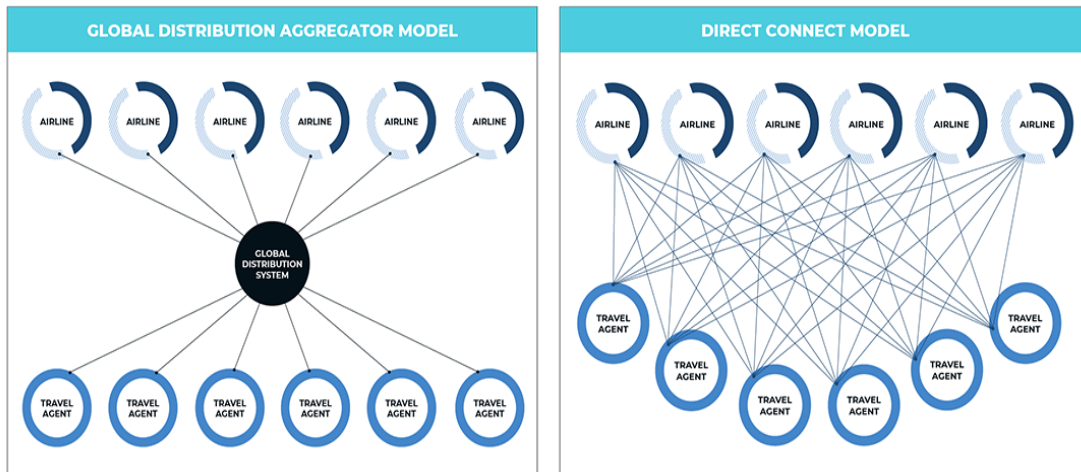 GLOBAL DISTRIBUTION AGGREGATOR MODEL
AIRLINE
AIRLINE
AIRLINE
AIRLINE
AIRLINE
AIRLINE
GLOBAL
DISTRIBUTION
SYSTEM
TRAVEL
AGENT
TRAVEL
AGENT
TRAVEL
AGENT
TRAVEL
AGENT
TRAVEL
AGENT
TRAVEL
AGENT
DIRECT CONNECT MODEL
AIRLINE
AIRLINE
AIRLINE
AIRLINE
AIRLINE
AIRLINE
TRAVEL
AGENT
TRAVEL
AGENT
TRAVEL
AGENT
TRAVEL
AGENT
TRAVEL
AGENT
TRAVEL
AGENT